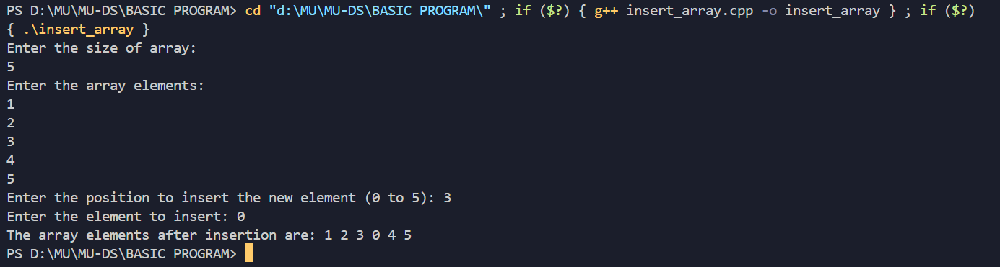 PS D:\MU\MU-DS\BASIC PROGRAM> cd "d:\MU\MU-DS\BASIC PROGRAM\" ; if ($?) { g++ insert_array.cpp -o insert_array } ; if ($?)
{ .\insert_array }
Enter the size of array:
5
Enter the array elements:
1
2
3
4
5
Enter the position to insert the new element (0 to 5): 3
Enter the element to insert: 0
The array elements after insertion are: 1 2 3 0 4 5
PS D:\MU\MU-DS\BASIC PROGRAM>